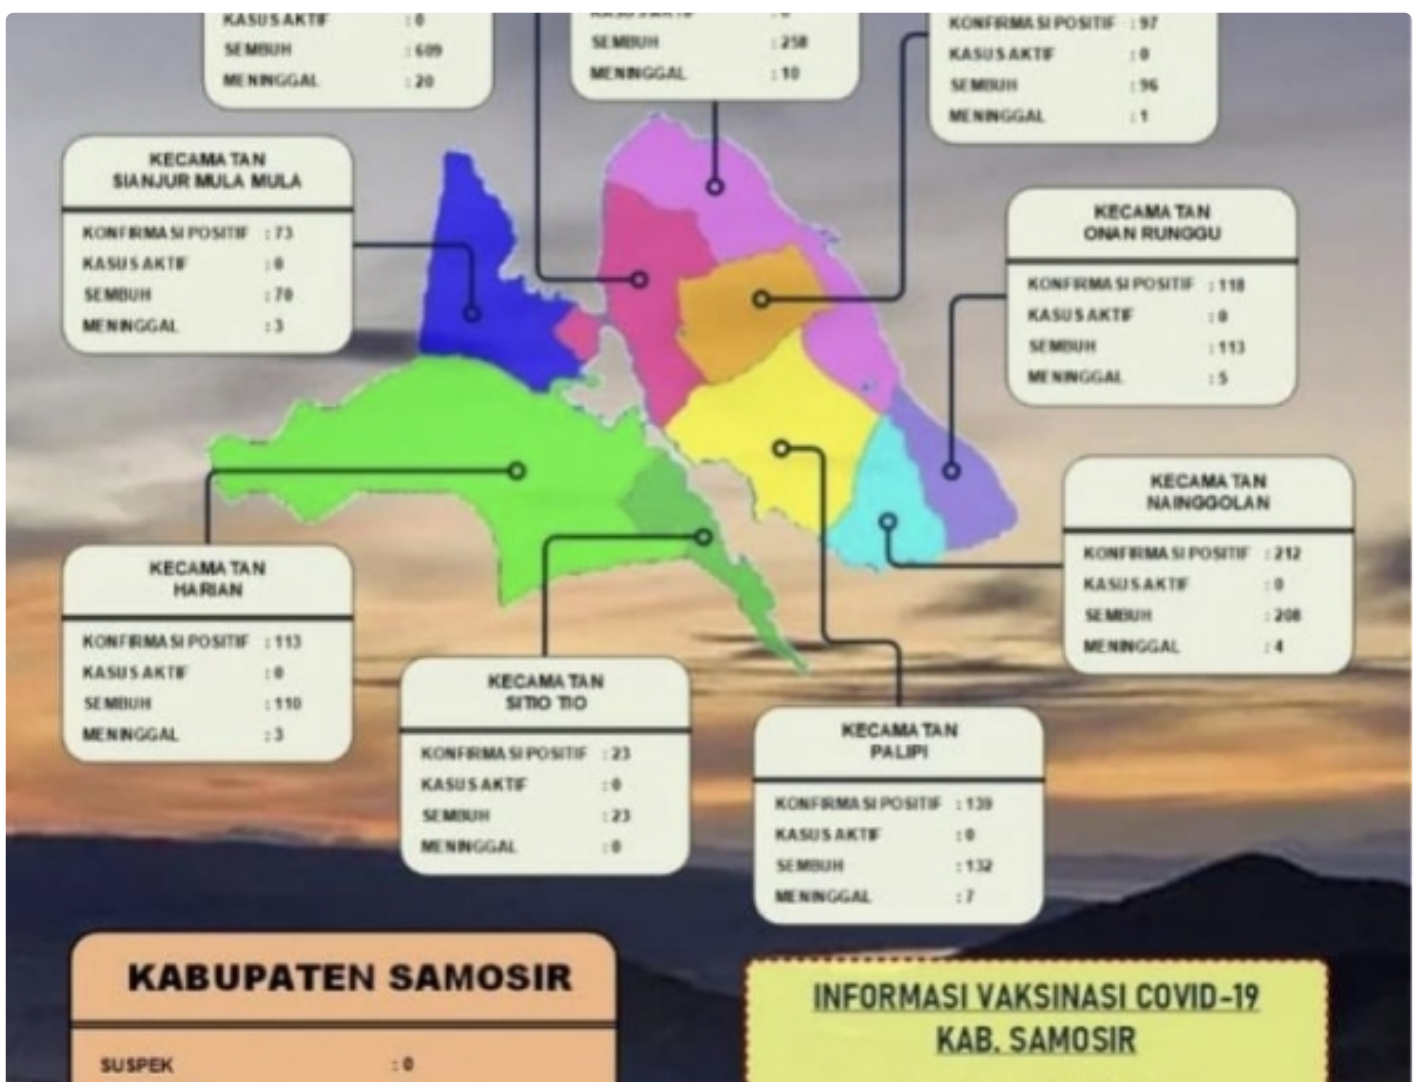 KASUS AKTIF : 0
SEMBUH : 609
MENINGGAL : 20
SEMBUH : 258
MENINGGAL : 10
KONFIRMASI POSITIF : 97
KASUS AKTIF : 0
SEMBUH : 96
MENINGGAL : 1
KECAMATAN
SIANJUR MULA MULA
KONFIRMASI POSITIF : 73
KASUS AKTIF : 0
SEMBUH : 70
MENINGGAL : 3
KECAMATAN
ONAN RUNGGU
KONFIRMASI POSITIF : 118
KASUS AKTIF : 0
SEMBUH : 113
MENINGGAL : 5
KECAMATAN
NAINGGOLAN
KONFIRMASI POSITIF : 212
KASUS AKTIF : 0
SEMBUH : 208
MENINGGAL : 4
KECAMATAN
HARIAN
KONFIRMASI POSITIF : 113
KASUS AKTIF : 0
SEMBUH : 110
MENINGGAL : 3
KECAMATAN
SITIO TIO
KONFIRMASI POSITIF : 23
KASUS AKTIF : 0
SEMBUH : 23
MENINGGAL : 0
KECAMATAN
PALIPI
KONFIRMASI POSITIF : 139
KASUS AKTIF : 0
SEMBUH : 132
MENINGGAL : 7
KABUPATEN SAMOSIR
SUSPEK : 0
INFORMASI VAKSINASI COVID-19
KAB. SAMOSIR